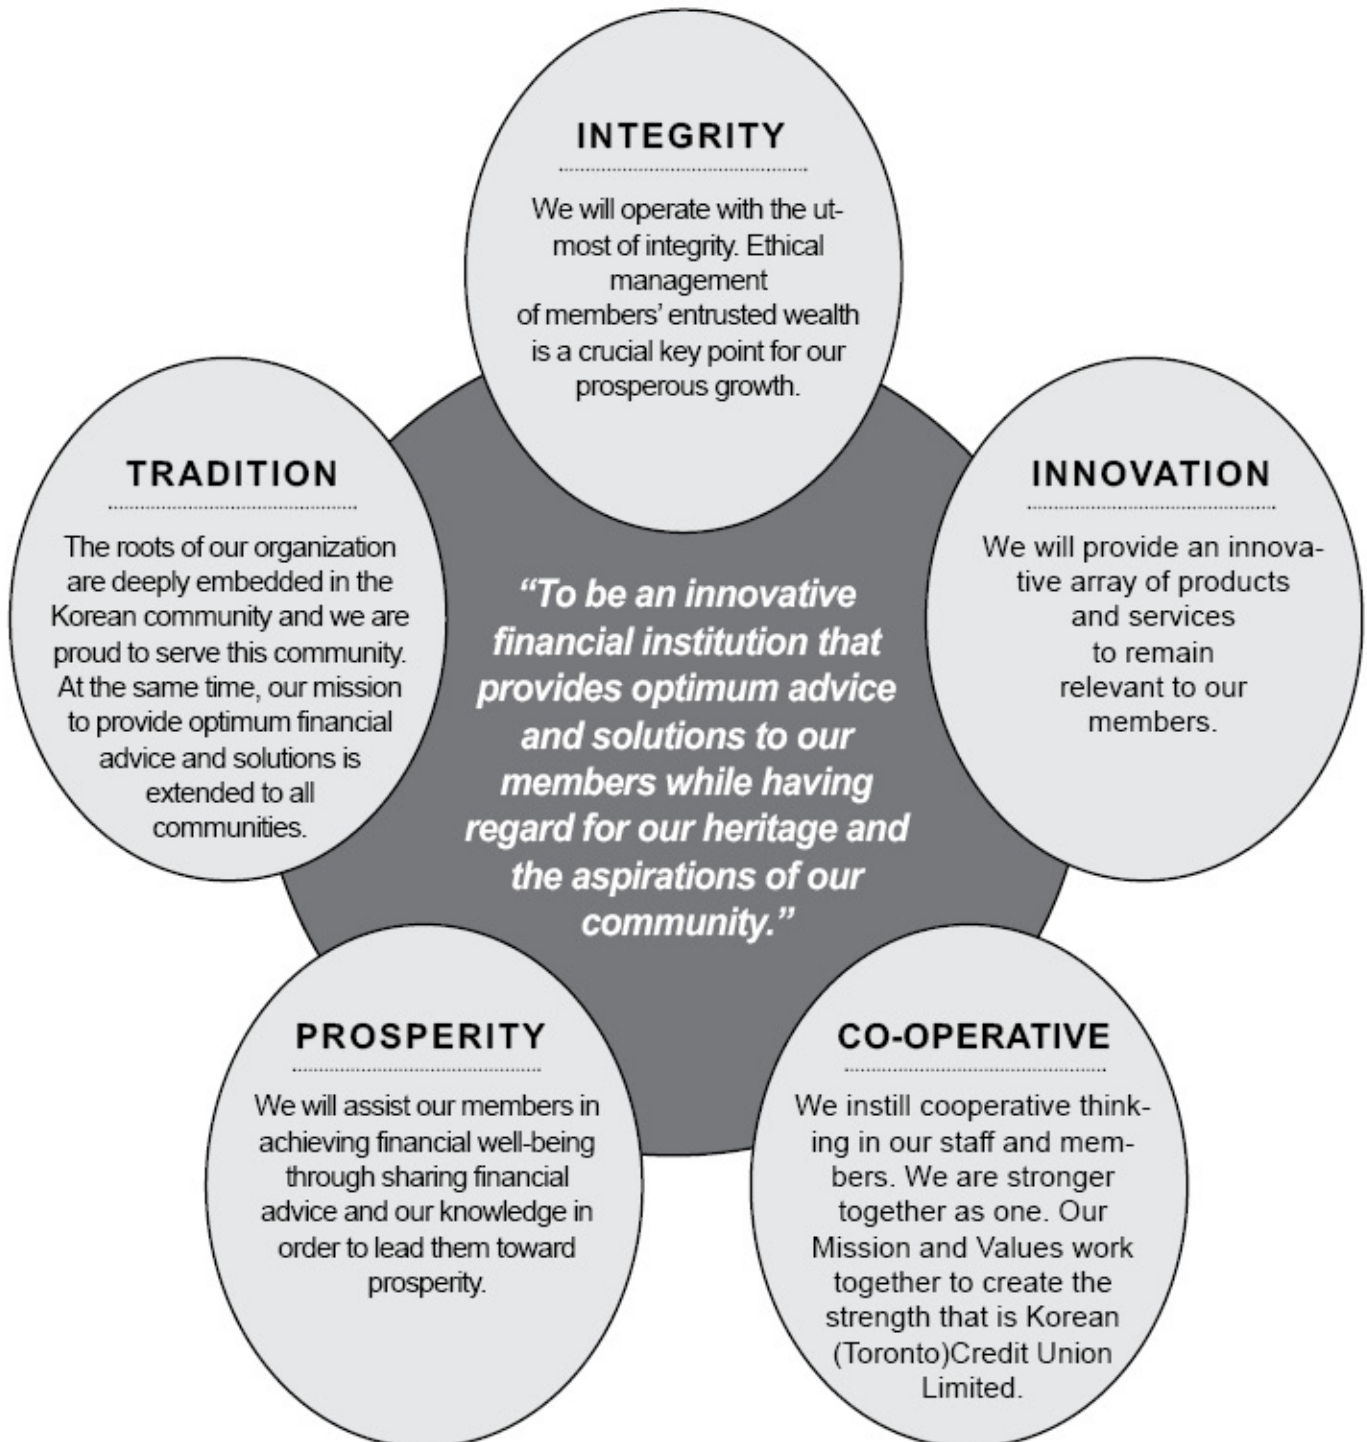 INTEGRITY
We will operate with the ut-
most of integrity. Ethical
management
of members’ entrusted wealth
is a crucial key point for our
prosperous growth.
TRADITION
The roots of our organization
are deeply embedded in the
Korean community and we are
proud to serve this community.
At the same time, our mission
to provide optimum financial
advice and solutions is
extended to all
communities.
INNOVATION
We will provide an innova-
tive array of products
and services
to remain
relevant to our
members.
“To be an innovative
financial institution that
provides optimum advice
and solutions to our
members while having
regard for our heritage and
the aspirations of our
community.”
PROSPERITY
We will assist our members in
achieving financial well-being
through sharing financial
advice and our knowledge in
order to lead them toward
prosperity.
CO-OPERATIVE
We instill cooperative think-
ing in our staff and mem-
bers. We are stronger
together as one. Our
Mission and Values work
together to create the
strength that is Korean
(Toronto)Credit Union
Limited.